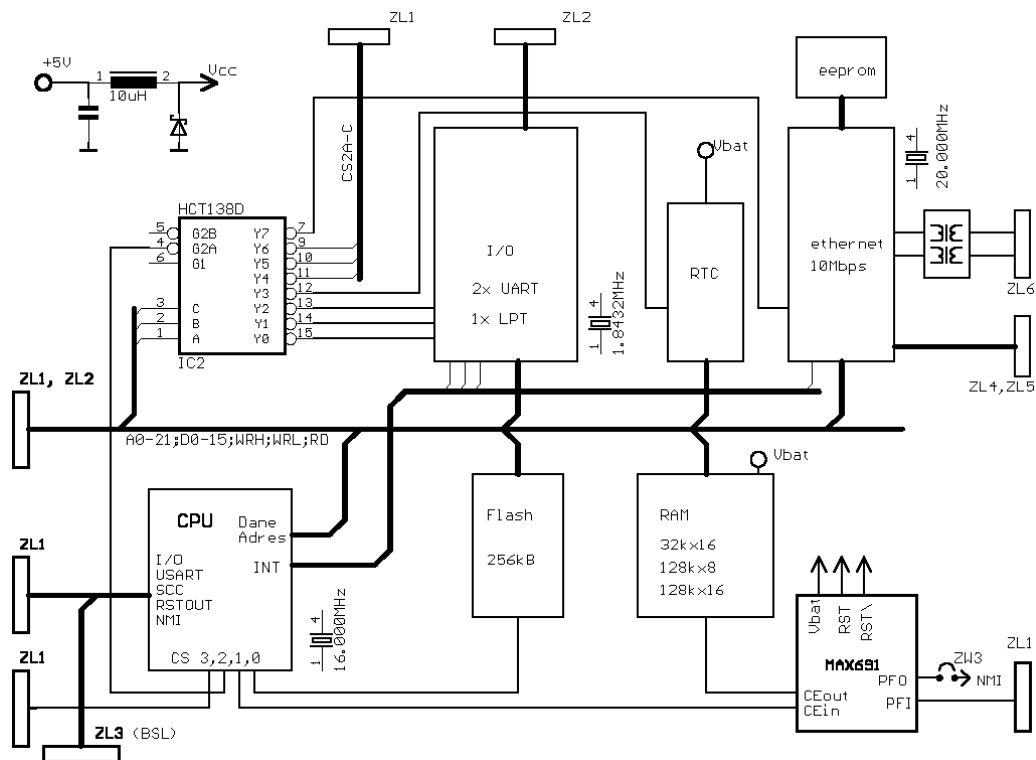 ZL1
ZL2
+5V
1
2
Vcc
10uH
eeprom
CS2A-C
4
1
20.000MHz
Vbat
HCT138D
5
G2B
Y7
7
4
G2A
Y6
9
6
G1
Y5
10
Y4
11
Y3
12
3
C
Y2
13
2
B
Y1
14
1
A
Y0
15
IC2
I/O
2x UART
1x LPT
4
1
1.8432MHz
RTC
ethernet
10Mbps
ZL6
ZL4,ZL5
ZL1, ZL2
A0-21;D0-15;WRH;WRL;RD
CPU
Dane
Adres
INT
I/O
USART
SCC
RSTOUT
NMI
CS 3,2,1,0
4
1
16.000MHz
Flash
256kB
Vbat
RAM
32kx16
128kx8
128kx16
ZL1
ZL1
ZL3 (BSL)
Vbat
RST
RST\
MAX691
PFO
PFI
CEout
CEin
ZW3
NMI
ZL1